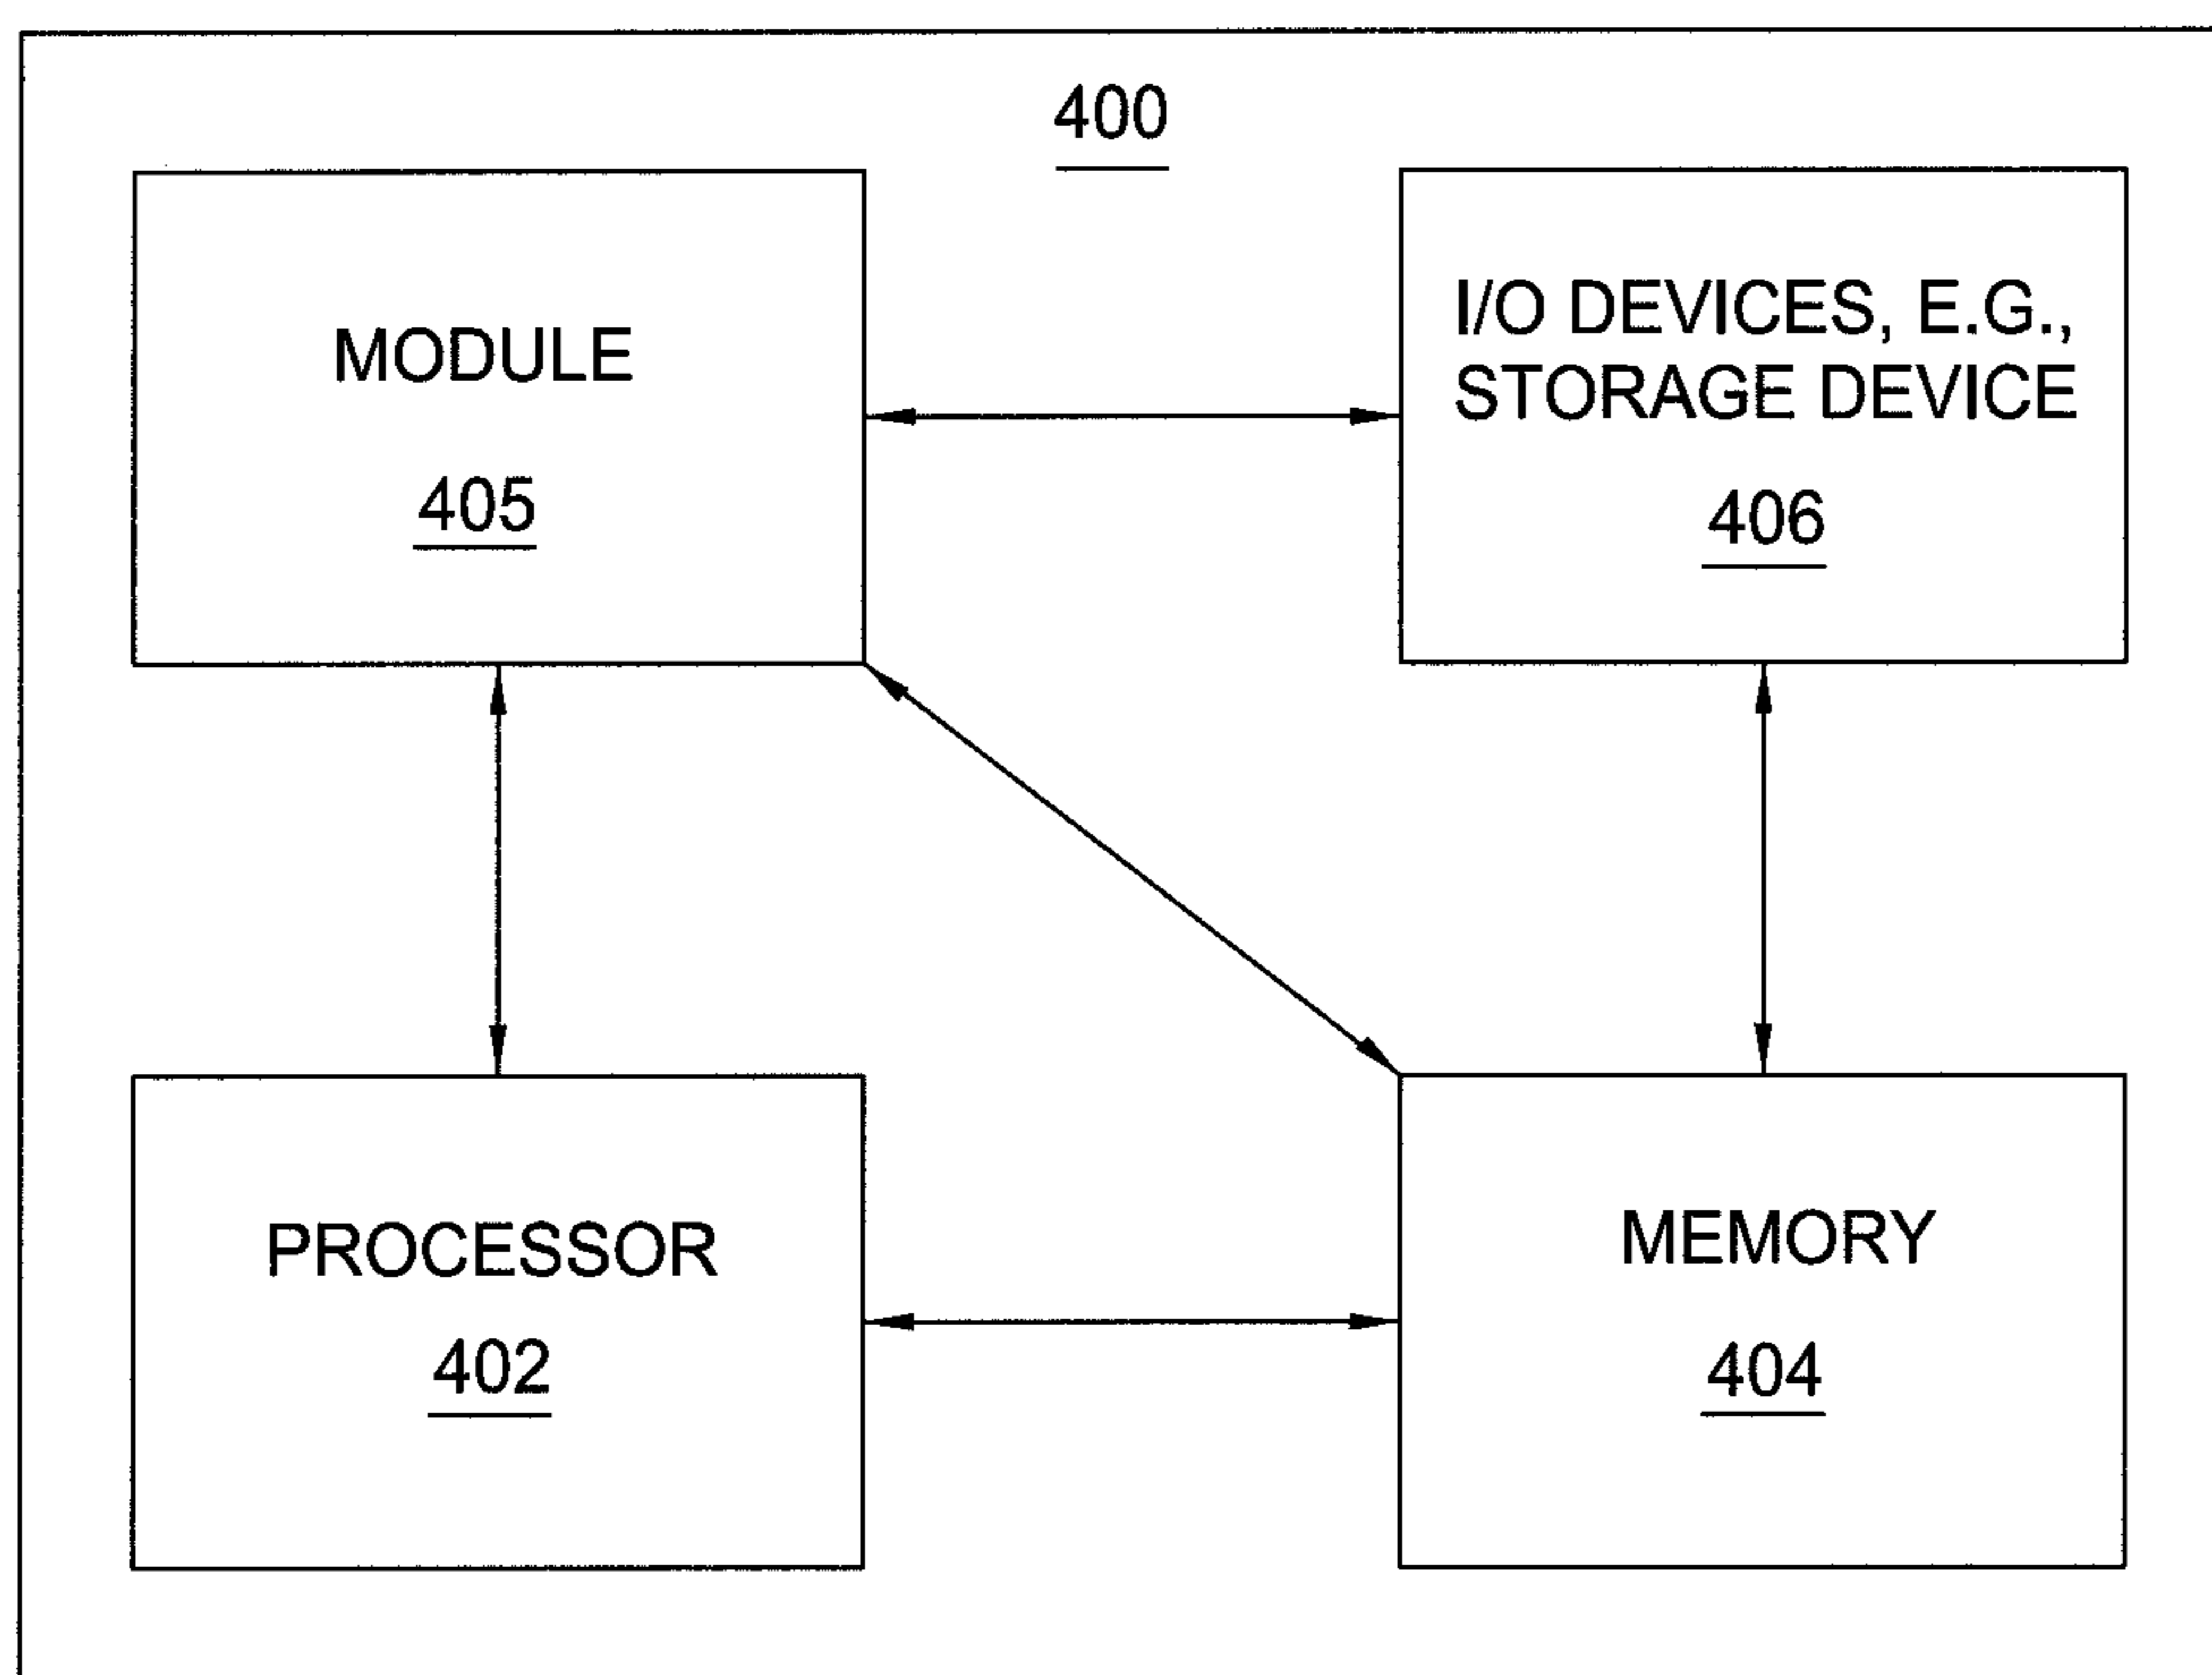 400
MODULE
405
I/O DEVICES, E.G.,
STORAGE DEVICE
406
PROCESSOR
402
MEMORY
404